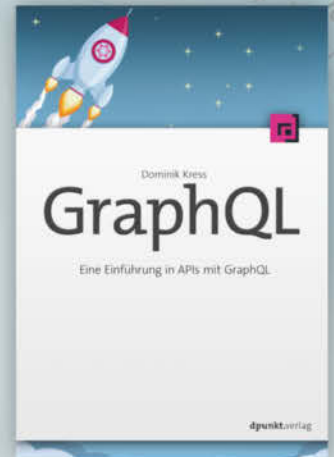 Dominik Kress
GraphQL
Eine Einführung in APIs mit GraphQL
dpunkt.verlag